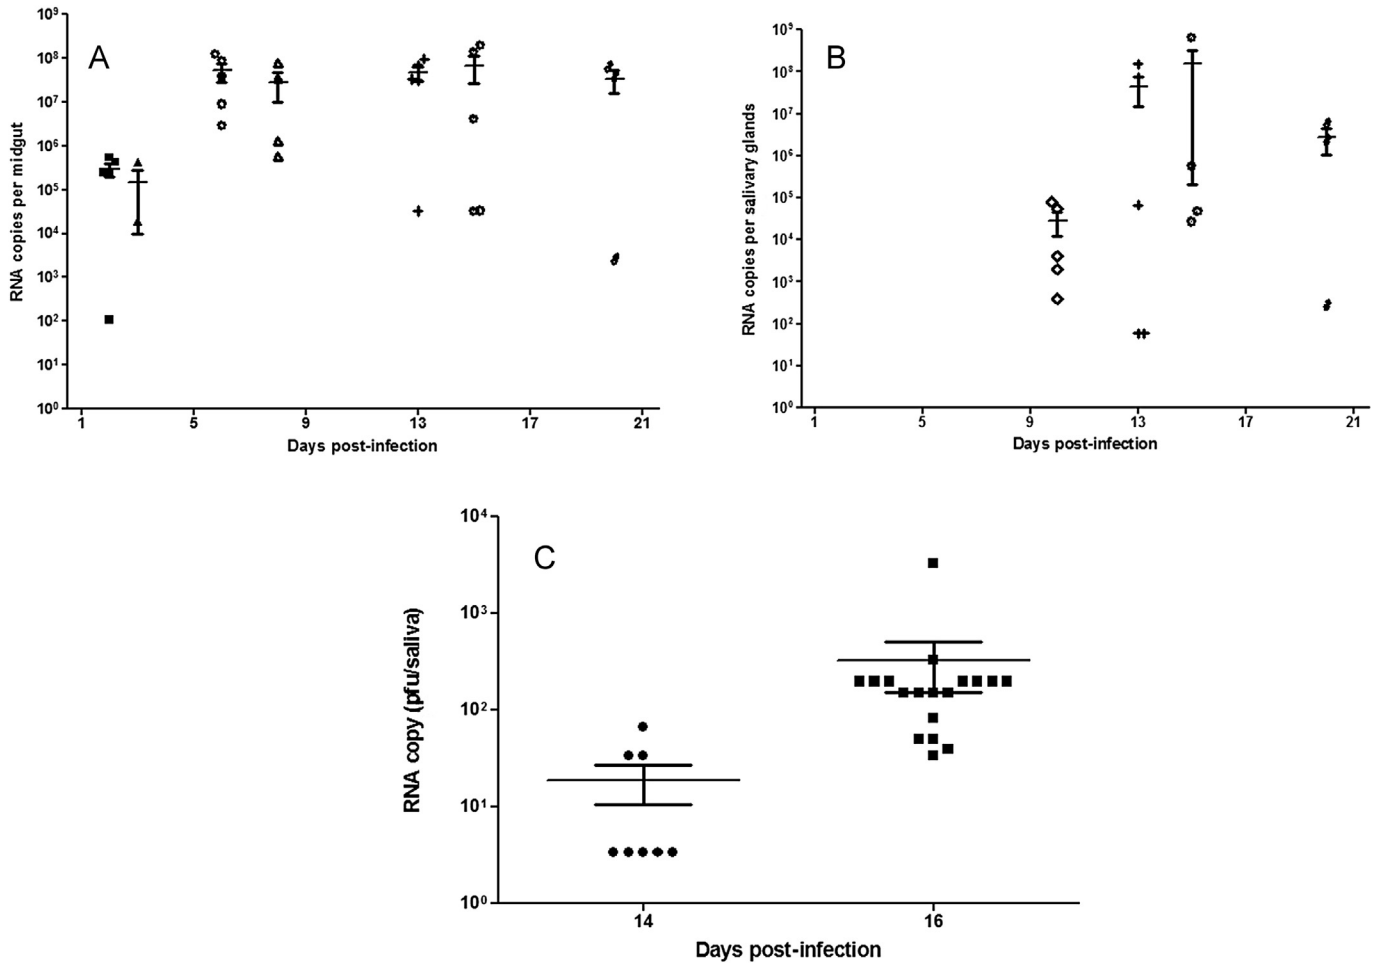 A
RNA copies per midgut
10⁹
10⁸
10⁷
10⁶
10⁵
10⁴
10³
10²
10¹
10⁰
1 5 9 13 17 21
Days post-infection
B
RNA copies per salivary glands
10⁹
10⁸
10⁷
10⁶
10⁵
10⁴
10³
10²
10¹
10⁰
1 5 9 13 17 21
Days post-infection
C
RNA copy (pfu/saliva)
10⁴
10³
10²
10¹
10⁰
14 16
Days post-infection